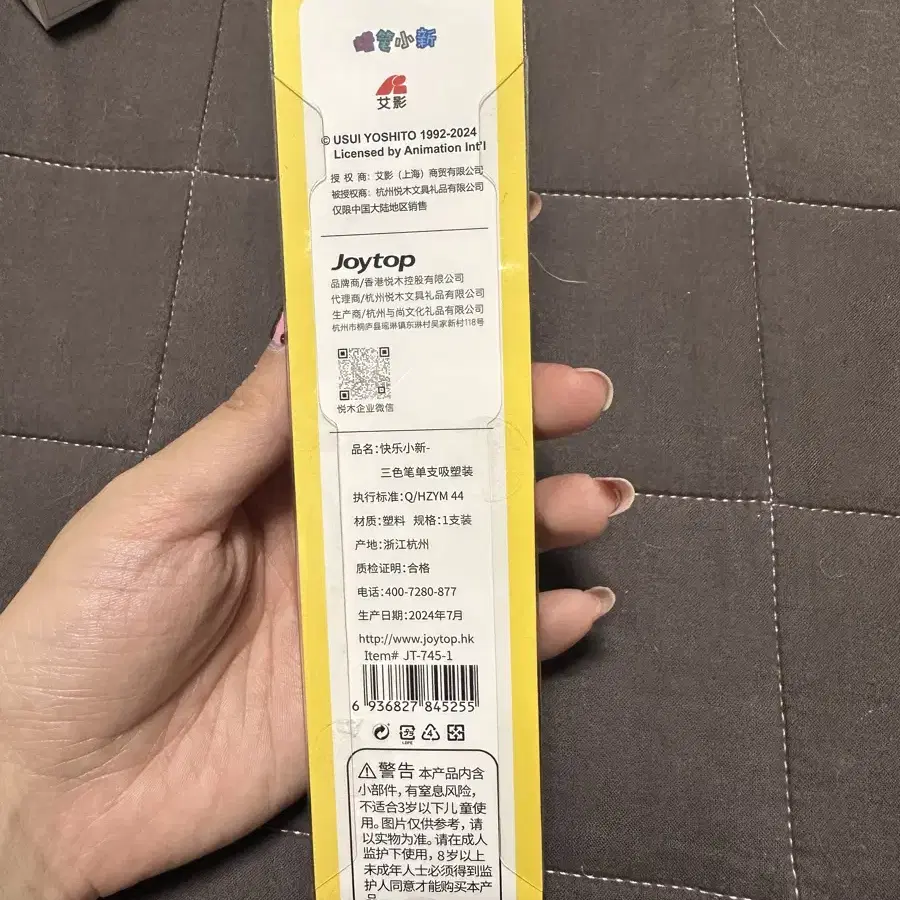 蜡笔小新
艾影
© USUI YOSHITO 1992-2024
Licensed by Animation Int'l
授 权 商：艾影（上海）商贸有限公司
被授权商：杭州悦木文具礼品有限公司
仅限中国大陆地区销售
Joytop
品牌商/香港悦木控股有限公司
代理商/杭州悦木文具礼品有限公司
生产商/杭州与尚文化礼品有限公司
杭州市桐庐县瑶琳镇东琳村吴家新村118号
悦木企业微信
品名：快乐小新-
三色笔单支吸塑装
执行标准：Q/HZYM 44
材质：塑料 规格：1支装
产地：浙江杭州
质检证明：合格
电话：400-7280-877
生产日期：2024年7月
http://www.joytop.hk
Item# JT-745-1
6 936827 845255
LDPE
4
警告 本产品内含
小部件，有窒息风险，
不适合3岁以下儿童使
用。图片仅供参考，请
以实物为准。请在成人
监护下使用，8岁以上
未成年人士必须得到监
护人同意才能购买本产
品